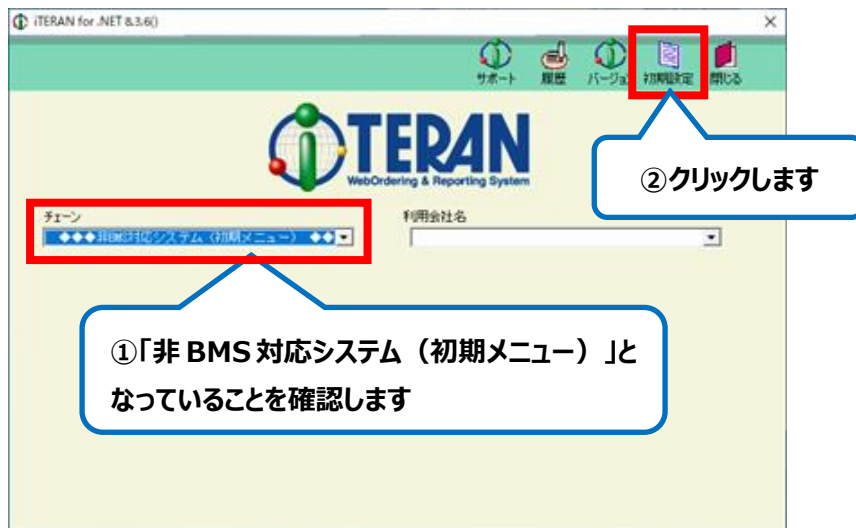 iTERAN for .NET 8.3.6()
サポート 履歴 バージョン 初期設定 閉じる
iTERAN
WebOrdering & Reporting System
②クリックします
チェーン 利用会社名
◆◆◆非BMS対応システム（初期メニュー） ◆◆
①「非 BMS 対応システム（初期メニュー）」と
なっていることを確認します